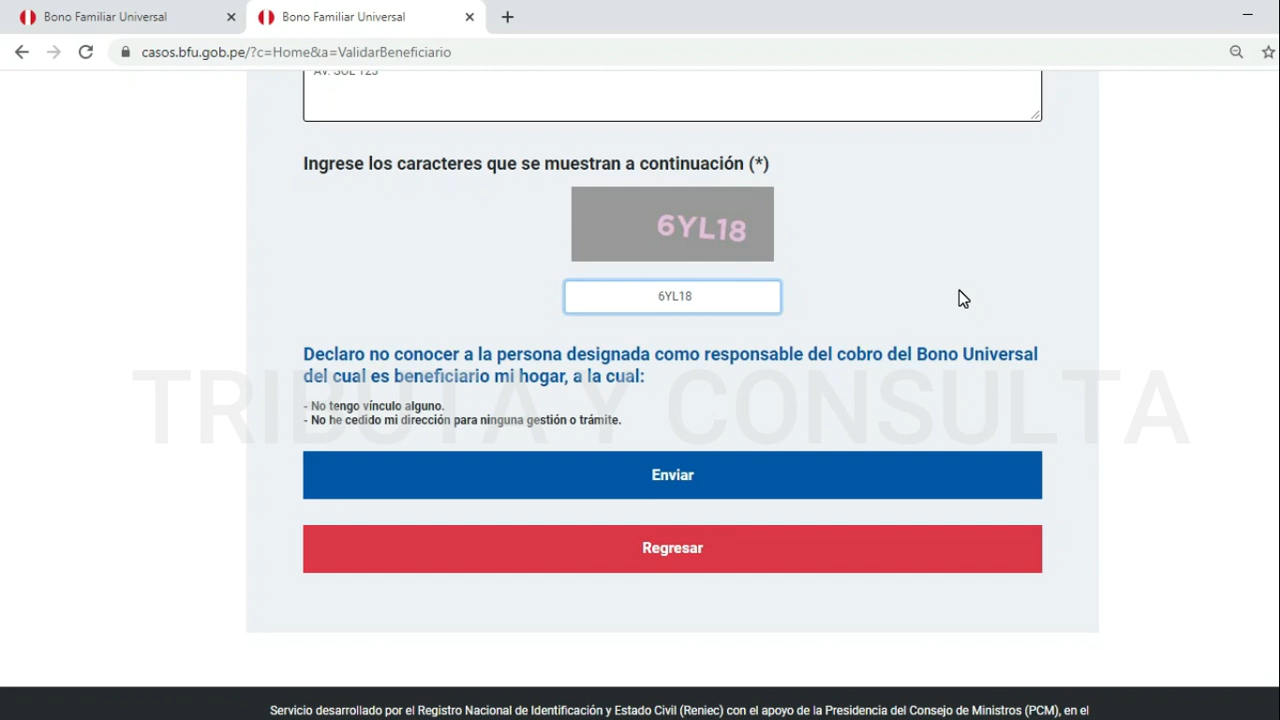 Bono Familiar Universal
Bono Familiar Universal
casos.bfu.gob.pe/?c=Home&a=ValidarBeneficiario
AV. SOL 123
Ingrese los caracteres que se muestran a continuación (*)
6YL18
6YL18
Declaro no conocer a la persona designada como responsable del cobro del Bono Universal
del cual es beneficiario mi hogar, a la cual:
TRIBUTA Y CONSULTA
- No tengo vínculo alguno.
- No he cedido mi dirección para ninguna gestión o trámite.
Enviar
Regresar
Servicio desarrollado por el Registro Nacional de Identificación y Estado Civil (Reniec) con el apoyo de la Presidencia del Consejo de Ministros (PCM), en el